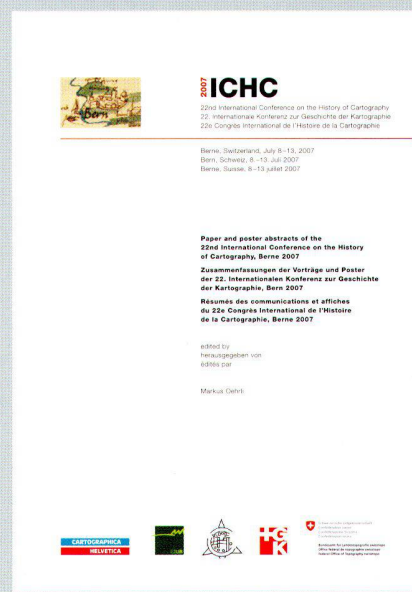 2007 ICHC
22nd International Conference on the History of Cartography
22. Internationale Konferenz zur Geschichte der Kartographie
22e Congrès International de l'Histoire de la Cartographie
Bern
Berne, Switzerland, July 8–13, 2007
Bern, Schweiz, 8.–13. Juli 2007
Berne, Suisse, 8–13 juillet 2007
Paper and poster abstracts of the
22nd International Conference on the History
of Cartography, Berne 2007
Zusammenfassungen der Vorträge und Poster
der 22. Internationalen Konferenz zur Geschichte
der Kartographie, Bern 2007
Résumés des communications et affiches
du 22e Congrès International de l'Histoire
de la Cartographie, Berne 2007
edited by
herausgegeben von
édités par
Markus Oehrli
CARTOGRAPHICA
HELVETICA
GK